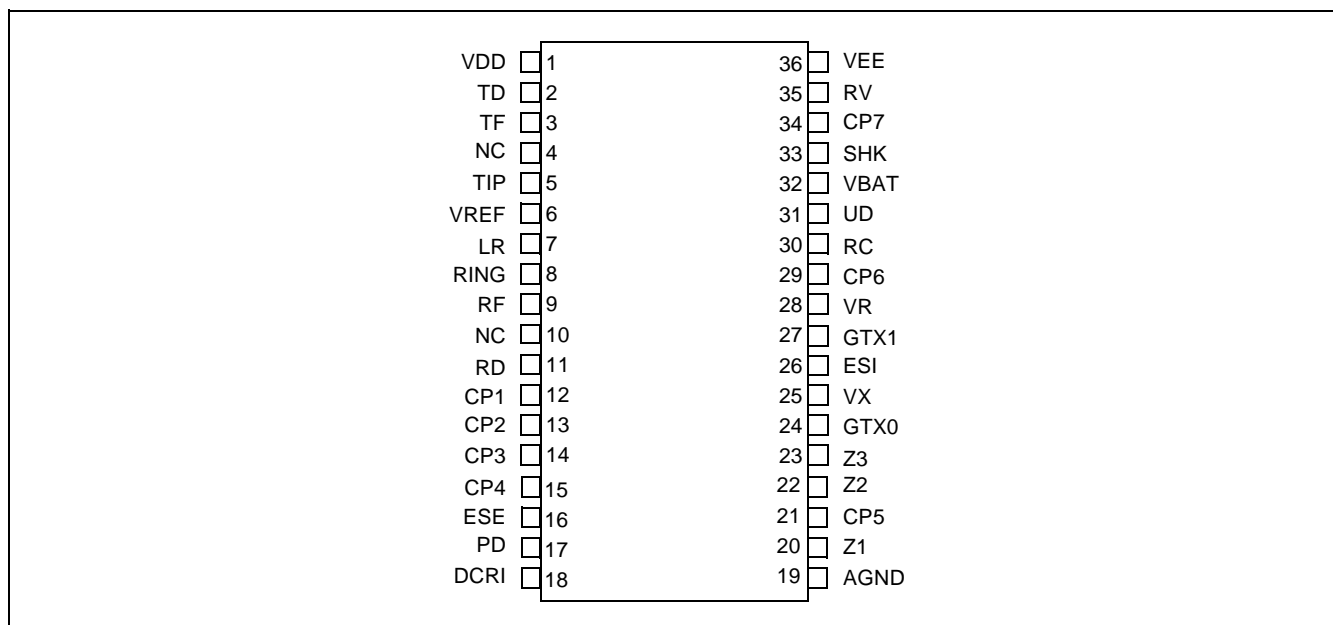 VDD 1 36 VEE
TD 2 35 RV
TF 3 34 CP7
NC 4 33 SHK
TIP 5 32 VBAT
VREF 6 31 UD
LR 7 30 RC
RING 8 29 CP6
RF 9 28 VR
NC 10 27 GTX1
RD 11 26 ESI
CP1 12 25 VX
CP2 13 24 GTX0
CP3 14 23 Z3
CP4 15 22 Z2
ESE 16 21 CP5
PD 17 20 Z1
DCRI 18 19 AGND